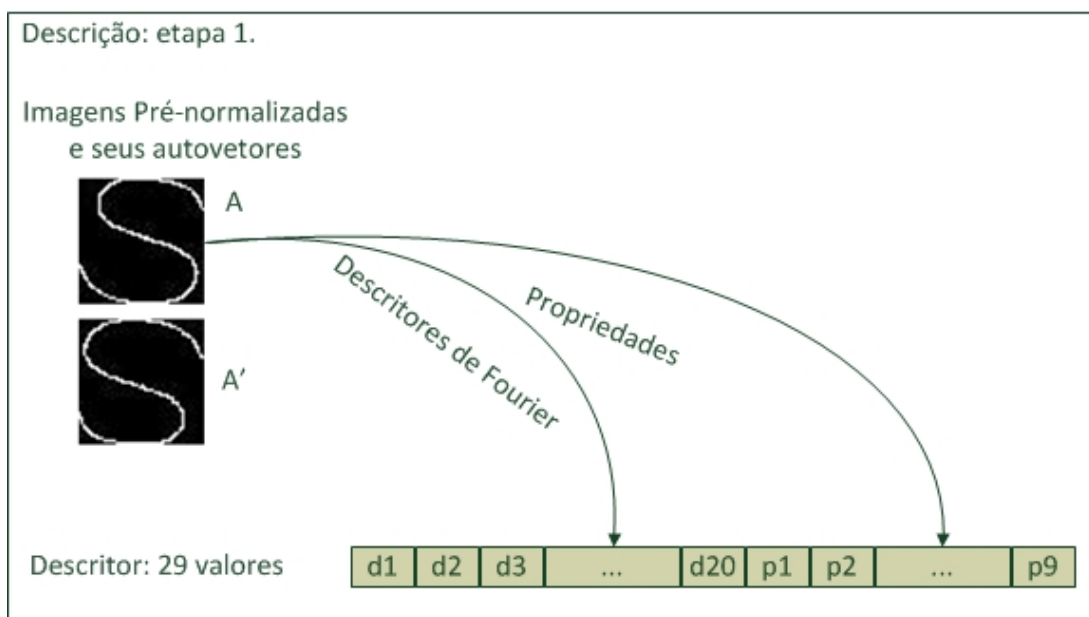 Descrição: etapa 1.
Imagens Pré-normalizadas
e seus autovetores
A
A'
Descritores de Fourier
Propriedades
Descritor: 29 valores
d1 d2 d3 ... d20 p1 p2 ... p9